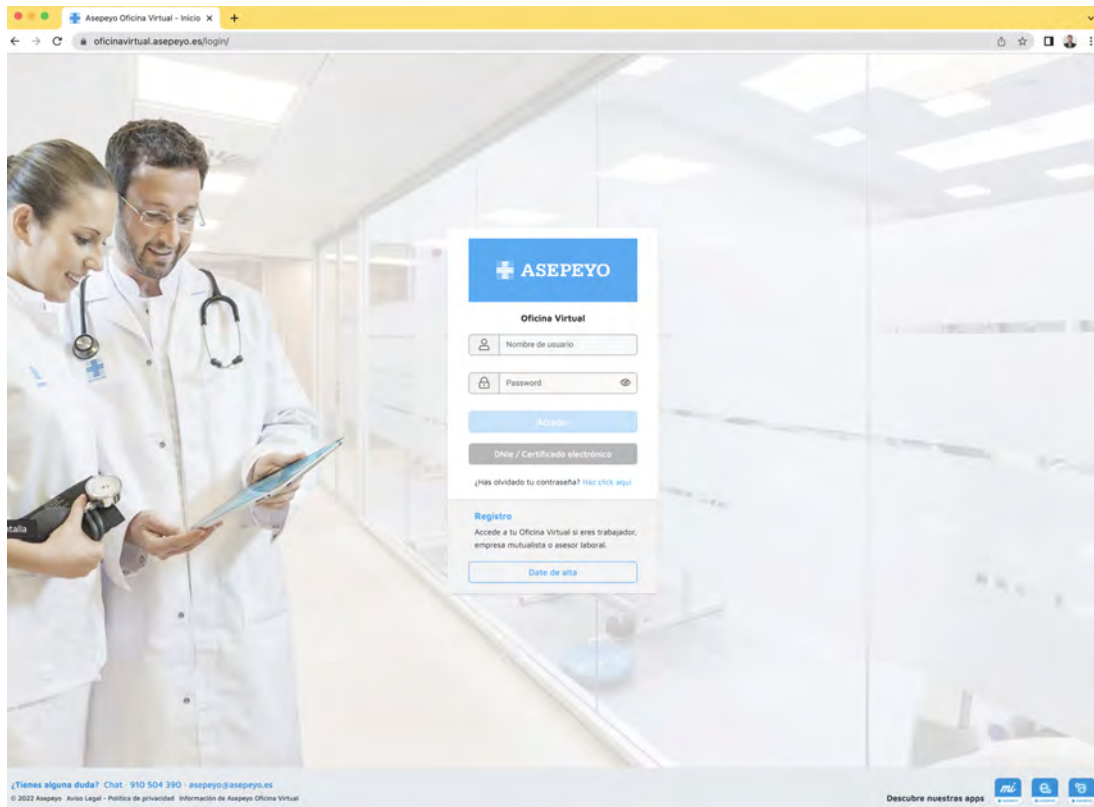 Asepeyo Oficina Virtual - Inicio
oficinavirtual.asepeyo.es/login/
ASEPEYO
Oficina Virtual
Nombre de usuario
Password
Acceder
DNIe / Certificado electrónico
¿Has olvidado tu contraseña? Haz click aquí
Registro
Accede a tu Oficina Virtual si eres trabajador,
empresa mutualista o asesor laboral.
Date de alta
talla
¿Tienes alguna duda? Chat · 910 504 390 · asepeyo@asepeyo.es
© 2022 Asepeyo Aviso Legal - Política de privacidad Información de Asepeyo Oficina Virtual
Descubre nuestras apps
mi